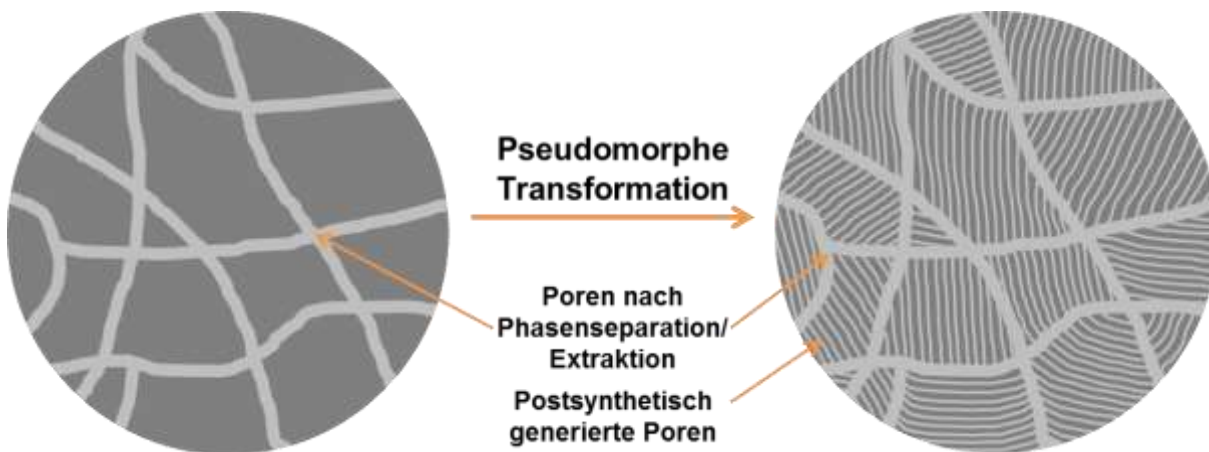 Pseudomorphe
Transformation
Poren nach
Phasenseparation/
Extraktion
Postsynthetisch
generierte Poren